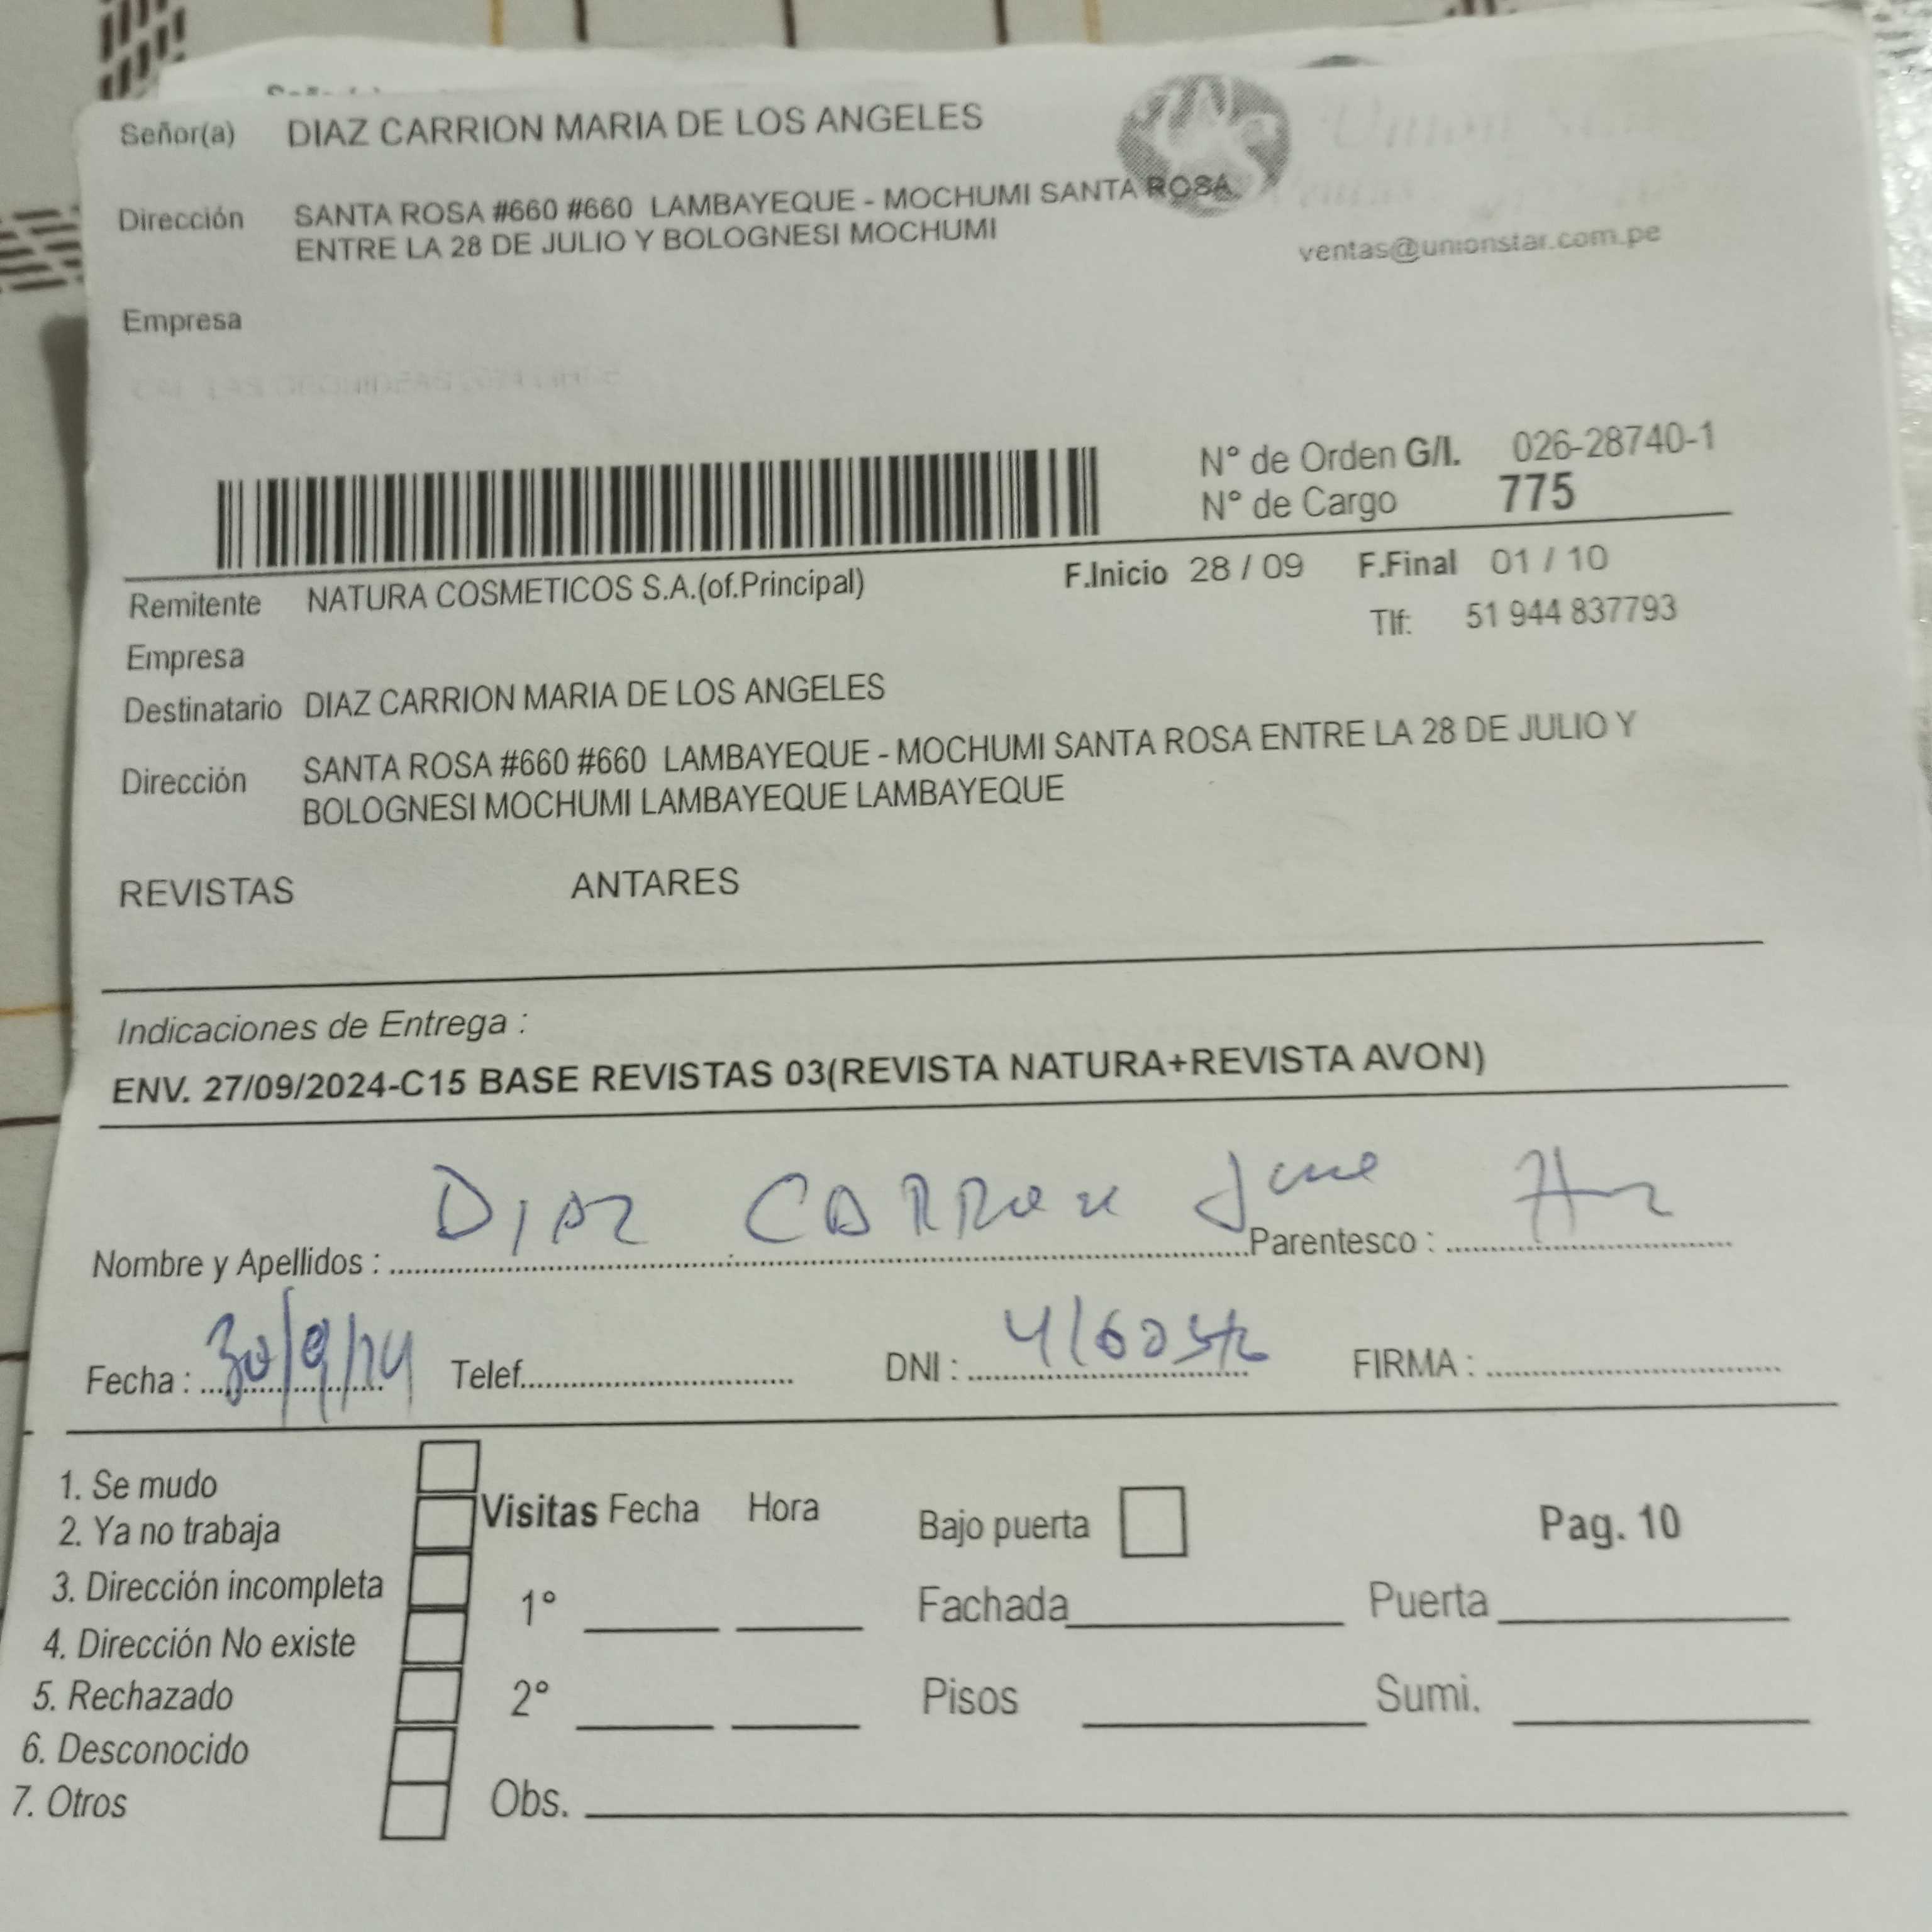 Señor(a) DIAZ CARRION MARIA DE LOS ANGELES
Dirección SANTA ROSA #660 #660 LAMBAYEQUE - MOCHUMI SANTA ROSA
ENTRE LA 28 DE JULIO Y BOLOGNESI MOCHUMI
ventas@unionstar.com.pe
Empresa
N° de Orden G/I. 026-28740-1
N° de Cargo 775
Remitente NATURA COSMETICOS S.A.(of.Principal) F.Inicio 28 / 09 F.Final 01 / 10
Tlf: 51 944 837793
Empresa
Destinatario DIAZ CARRION MARIA DE LOS ANGELES
Dirección SANTA ROSA #660 #660 LAMBAYEQUE - MOCHUMI SANTA ROSA ENTRE LA 28 DE JULIO Y
BOLOGNESI MOCHUMI LAMBAYEQUE LAMBAYEQUE
REVISTAS ANTARES
Indicaciones de Entrega :
ENV. 27/09/2024-C15 BASE REVISTAS 03(REVISTA NATURA+REVISTA AVON)
Nombre y Apellidos : DIAZ Parentesco :
Fecha : 30/9/24 Telef. DNI : FIRMA :
1. Se mudo
2. Ya no trabaja
3. Dirección incompleta
4. Dirección No existe
5. Rechazado
6. Desconocido
7. Otros
Visitas Fecha Hora
1°
2°
Obs.
Bajo puerta
Fachada Puerta
Pisos Sumi.
Pag. 10